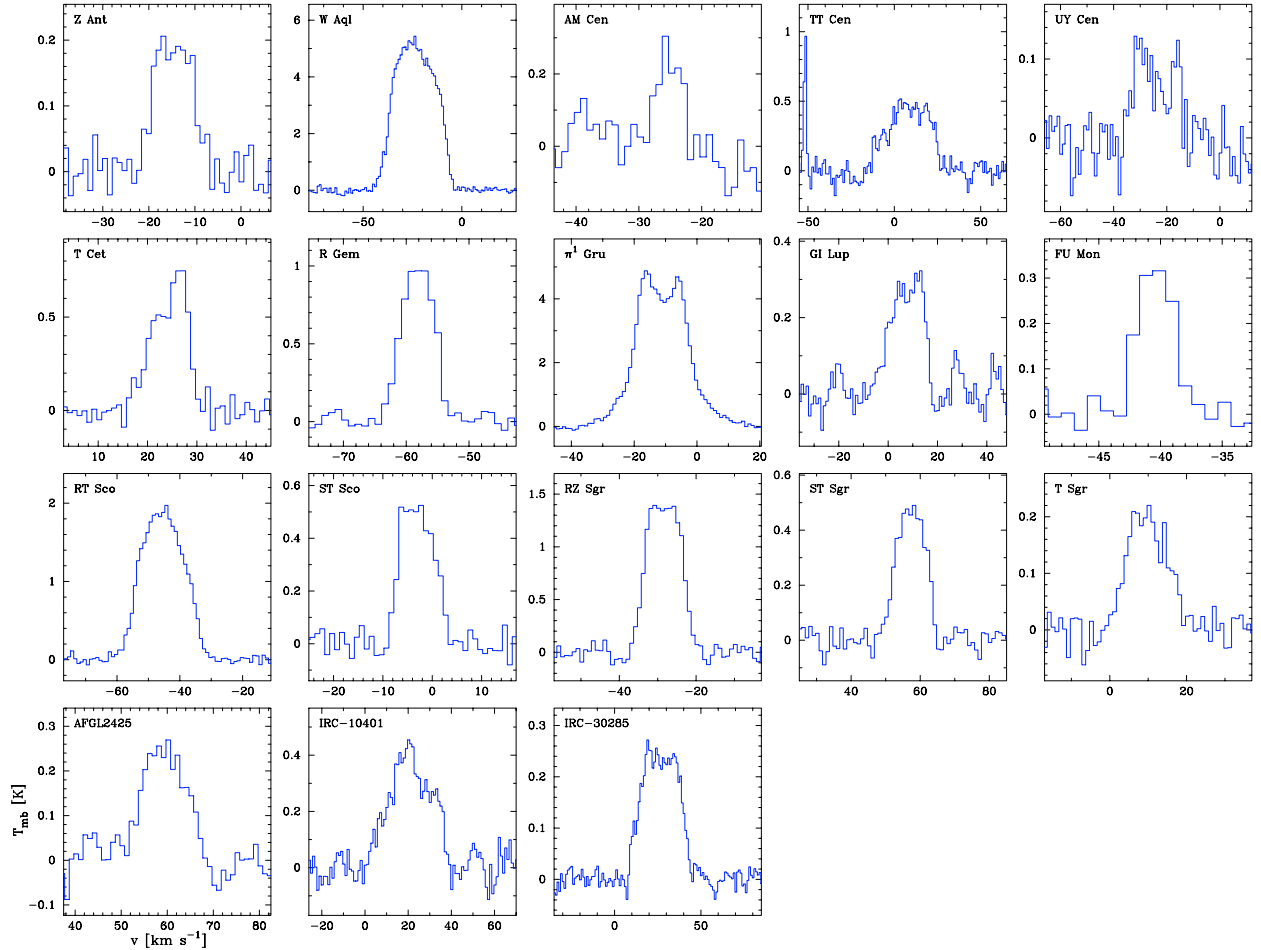 Z Ant
0.2
0.1
0
−30 −20 −10 0
W Aql
6
4
2
0
−50 0
AM Cen
0.2
0
−40 −30 −20
TT Cen
1
0.5
0
−50 0 50
UY Cen
0.1
0
−60 −40 −20 0
T Cet
0.5
0
10 20 30 40
R Gem
1
0.5
0
−70 −60 −50
π¹ Gru
4
2
0
−40 −20 0 20
GI Lup
0.4
0.2
0
−20 0 20 40
FU Mon
0.3
0.2
0.1
0
−45 −40 −35
RT Sco
2
1
0
−60 −40 −20
ST Sco
0.6
0.4
0.2
0
−20 −10 0 10
RZ Sgr
1.5
1
0.5
0
−40 −20
ST Sgr
0.6
0.4
0.2
0
40 60 80
T Sgr
0.2
0.1
0
0 20
AFGL2425
0.3
0.2
0.1
0
−0.1
40 50 60 70 80
T_mb [K]
v [km s⁻¹]
IRC−10401
0.4
0.2
0
−20 0 20 40 60
IRC−30285
0.3
0.2
0.1
0
0 50